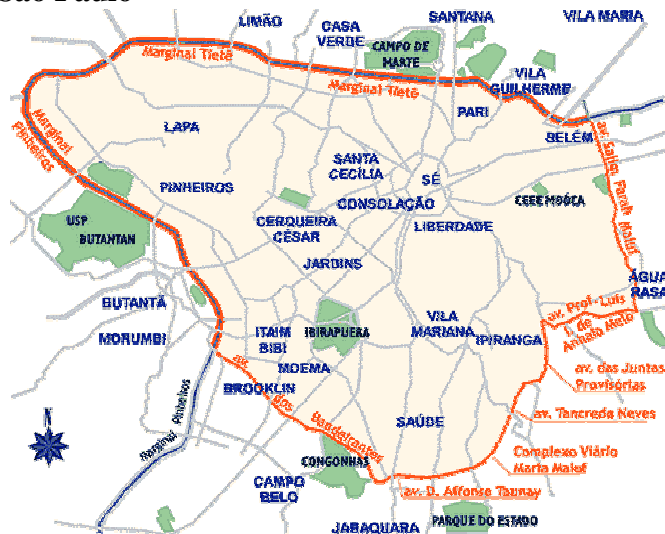 São Paulo
LIMÃO
CASA
VERDE
SANTANA
VILA MARIA
CAMPO DE
MARTE
Marginal Tietê
Marginal Tietê
VILA
GUILHERME
PARI
BELÉM
Marginal
Pinheiros
LAPA
SANTA
CECÍLIA
SÉ
PINHEIROS
CONSOLAÇÃO
CEEE MOÓCA
av. Salim Farah Maluf
USP
BUTANTAN
CERQUEIRA
CÉSAR
LIBERDADE
JARDINS
ÁGUA
RASA
BUTANTÃ
MORUMBI
ITAIM
BIBI
IBIRAPUERA
VILA
MARIANA
IPIRANGA
av. Prof. Luis
I. de
Anhaia Melo
MOEMA
BROOKLIN
av. dos Bandeirantes
av. das Juntas
Provisórias
av. Tancredo Neves
SAÚDE
Marginal Pinheiros
Complexo Viário
Maria Maluf
CONGONHAS
CAMPO
BELO
av. D. Affonso Taunay
JABAQUARA
PARQUE DO ESTADO
N